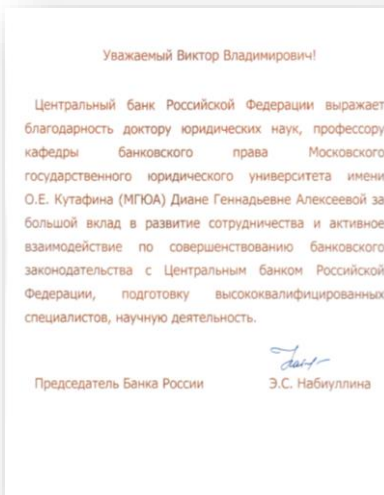 Уважаемый Виктор Владимирович!
Центральный банк Российской Федерации выражает
благодарность доктору юридических наук, профессору
кафедры банковского права Московского
государственного юридического университета имени
О.Е. Кутафина (МГЮА) Диане Геннадьевне Алексеевой за
большой вклад в развитие сотрудничества и активное
взаимодействие по совершенствованию банковского
законодательства с Центральным банком Российской
Федерации, подготовку высококвалифицированных
специалистов, научную деятельность.
Председатель Банка России Э.С. Набиуллина